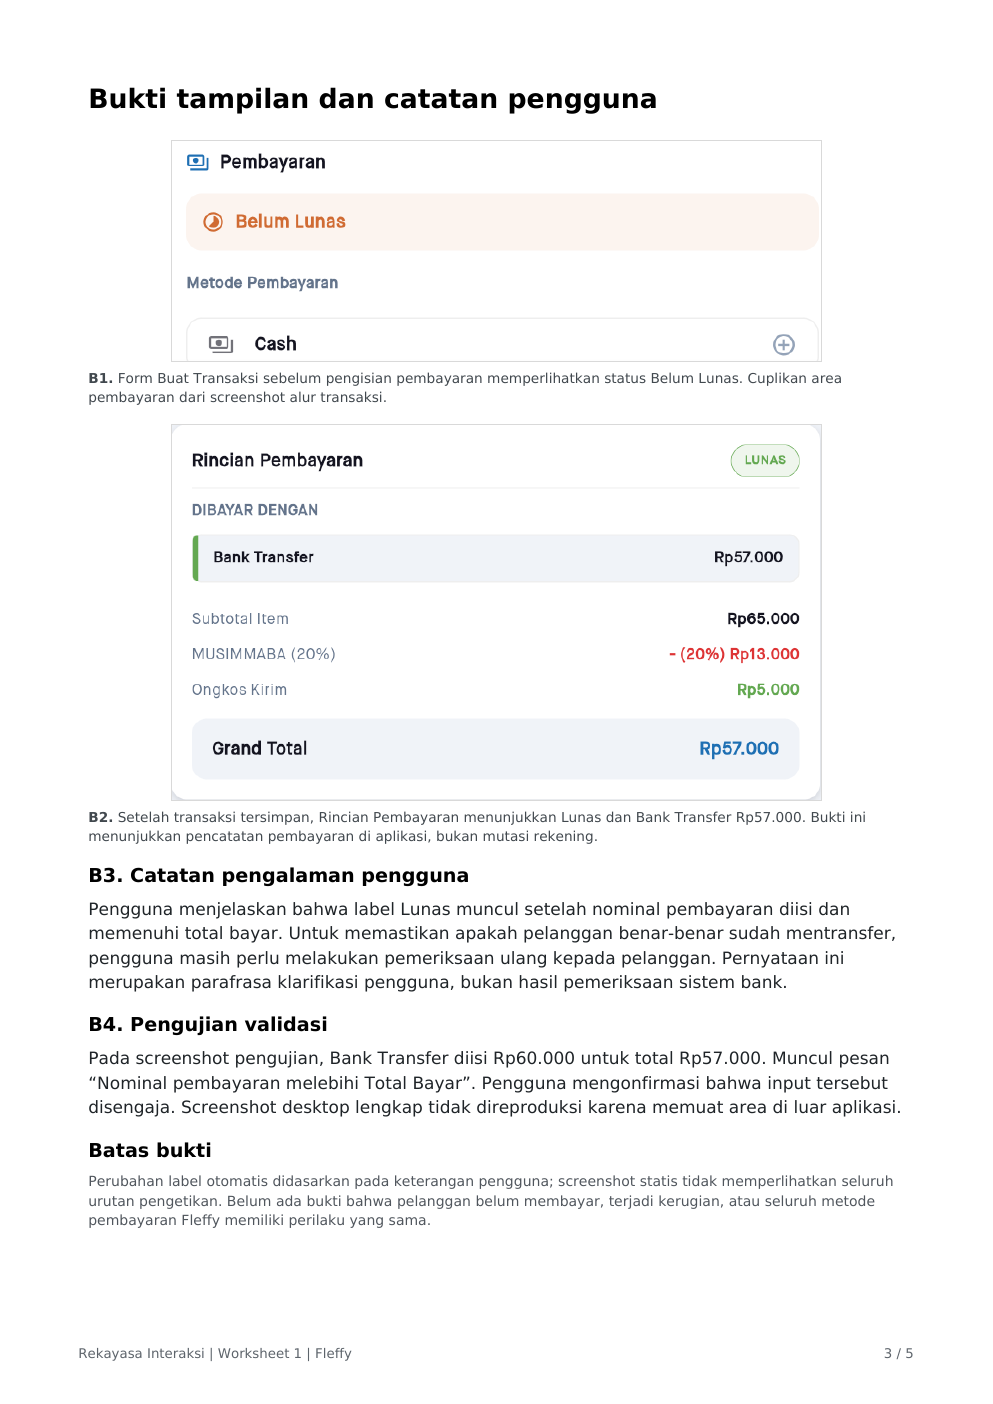 Bukti tampilan dan catatan pengguna
Pembayaran
Belum Lunas
Metode Pembayaran
Cash
B1. Form Buat Transaksi sebelum pengisian pembayaran memperlihatkan status Belum Lunas. Cuplikan area
pembayaran dari screenshot alur transaksi.
Rincian Pembayaran LUNAS
DIBAYAR DENGAN
Bank Transfer Rp57.000
Subtotal Item Rp65.000
MUSIMMABA (20%) - (20%) Rp13.000
Ongkos Kirim Rp5.000
Grand Total Rp57.000
B2. Setelah transaksi tersimpan, Rincian Pembayaran menunjukkan Lunas dan Bank Transfer Rp57.000. Bukti ini
menunjukkan pencatatan pembayaran di aplikasi, bukan mutasi rekening.
B3. Catatan pengalaman pengguna
Pengguna menjelaskan bahwa label Lunas muncul setelah nominal pembayaran diisi dan
memenuhi total bayar. Untuk memastikan apakah pelanggan benar-benar sudah mentransfer,
pengguna masih perlu melakukan pemeriksaan ulang kepada pelanggan. Pernyataan ini
merupakan parafrasa klarifikasi pengguna, bukan hasil pemeriksaan sistem bank.
B4. Pengujian validasi
Pada screenshot pengujian, Bank Transfer diisi Rp60.000 untuk total Rp57.000. Muncul pesan
“Nominal pembayaran melebihi Total Bayar”. Pengguna mengonfirmasi bahwa input tersebut
disengaja. Screenshot desktop lengkap tidak direproduksi karena memuat area di luar aplikasi.
Batas bukti
Perubahan label otomatis didasarkan pada keterangan pengguna; screenshot statis tidak memperlihatkan seluruh
urutan pengetikan. Belum ada bukti bahwa pelanggan belum membayar, terjadi kerugian, atau seluruh metode
pembayaran Fleffy memiliki perilaku yang sama.
Rekayasa Interaksi | Worksheet 1 | Fleffy 3 / 5